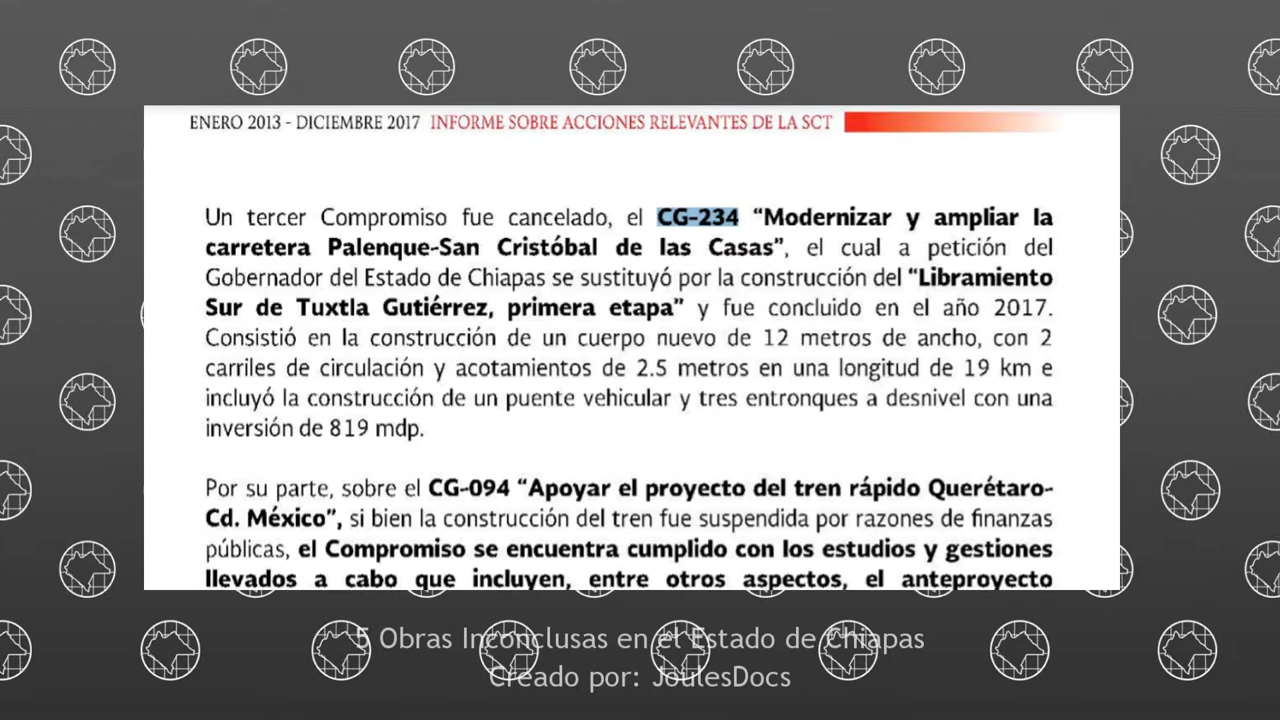 ENERO 2013 - DICIEMBRE 2017 INFORME SOBRE ACCIONES RELEVANTES DE LA SCT
Un tercer Compromiso fue cancelado, el CG-234 “Modernizar y ampliar la
carretera Palenque-San Cristóbal de las Casas”, el cual a petición del
Gobernador del Estado de Chiapas se sustituyó por la construcción del “Libramiento
Sur de Tuxtla Gutiérrez, primera etapa” y fue concluido en el año 2017.
Consistió en la construcción de un cuerpo nuevo de 12 metros de ancho, con 2
carriles de circulación y acotamientos de 2.5 metros en una longitud de 19 km e
incluyó la construcción de un puente vehicular y tres entronques a desnivel con una
inversión de 819 mdp.
Por su parte, sobre el CG-094 “Apoyar el proyecto del tren rápido Querétaro-
Cd. México”, si bien la construcción del tren fue suspendida por razones de finanzas
públicas, el Compromiso se encuentra cumplido con los estudios y gestiones
llevados a cabo que incluyen, entre otros aspectos, el anteproyecto
5 Obras Inconclusas en el Estado de Chiapas
Creado por: JoulesDocs